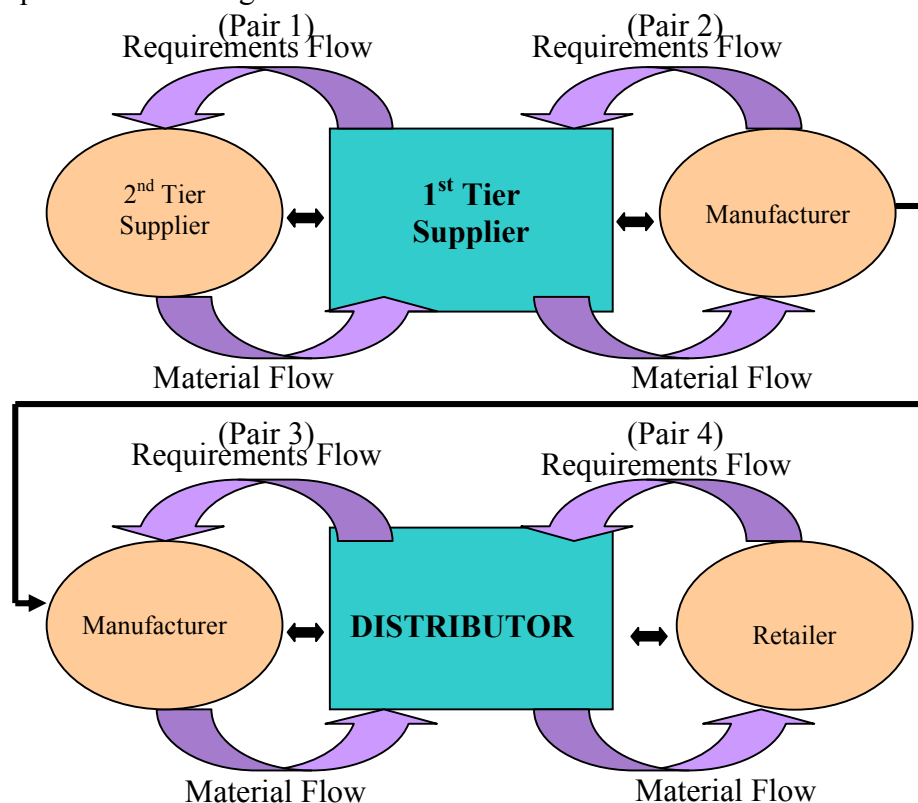 (Pair 1)
Requirements Flow
(Pair 2)
Requirements Flow
2nd Tier
Supplier
1st Tier
Supplier
Manufacturer
Material Flow
Material Flow
(Pair 3)
Requirements Flow
(Pair 4)
Requirements Flow
Manufacturer
DISTRIBUTOR
Retailer
Material Flow
Material Flow